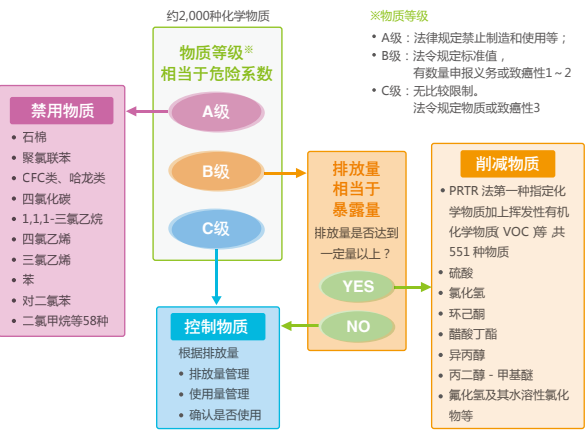 约2,000种化学物质
物质等级※
相当于危险系数
A级
B级
C级
※物质等级
• A级：法律规定禁止制造和使用等；
• B级：法令规定标准值，
有数量申报义务或致癌性1～2
• C级：无比较限制。
法令规定物质或致癌性3
禁用物质
• 石棉
• 聚氯联苯
• CFC类、哈龙类
• 四氯化碳
• 1,1,1-三氯乙烷
• 四氯乙烯
• 三氯乙烯
• 苯
• 对二氯苯
• 二氯甲烷等58种
排放量
相当于
暴露量
排放量是否达到
一定量以上？
YES
NO
控制物质
根据排放量
• 排放量管理
• 使用量管理
• 确认是否使用
削减物质
• PRTR 法第一种指定化
学物质加上挥发性有机
化学物质( VOC )等 ,共
551 种物质
• 硫酸
• 氯化氢
• 环己酮
• 醋酸丁酯
• 异丙醇
• 丙二醇 - 甲基醚
• 氟化氢及其水溶性氯化
物等